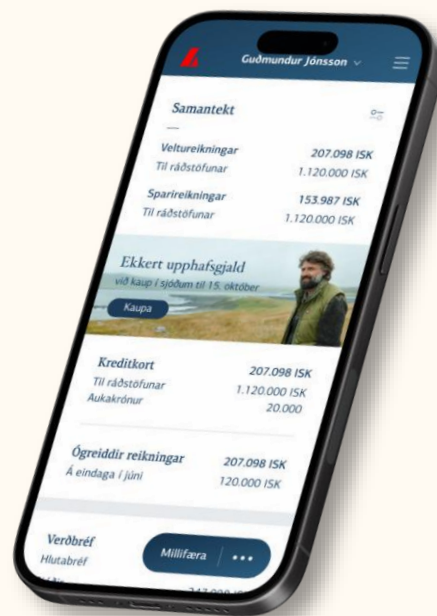 Guðmundur Jónsson
Samantekt
Veltureikningar 207.098 ISK
Til ráðstöfunar 1.120.000 ISK
Sparireikningar 153.987 ISK
Til ráðstöfunar 1.120.000 ISK
Ekkert upphafsgjald
við kaup í sjóðum til 15. október
Kaupa
Kreditkort 207.098 ISK
Til ráðstöfunar 1.120.000 ISK
Aukakrónur 20.000
Ógreiddir reikningar 207.098 ISK
Á eindaga í júní 120.000 ISK
Verðbréf
Hlutabréf
Millifæra